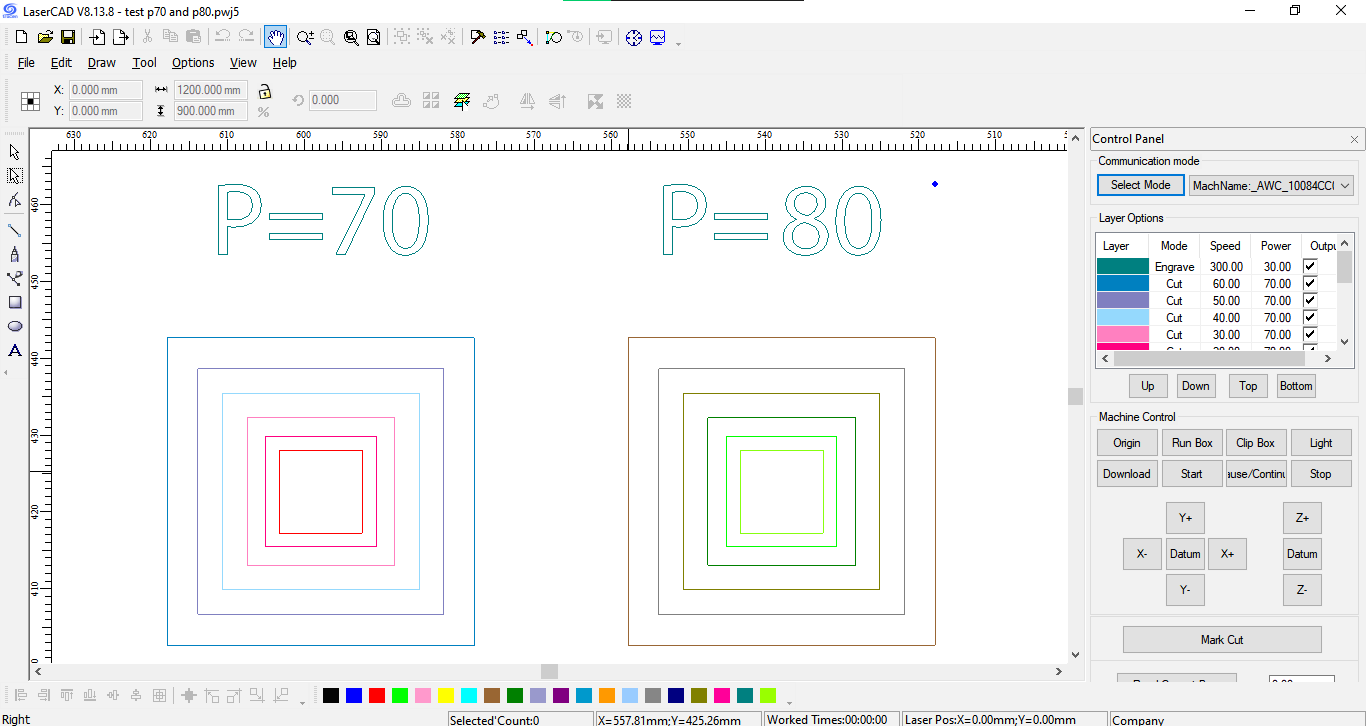 LaserCAD V8.13.8 - test p70 and p80.pwj5
File Edit Draw Tool Options View Help
X: 0.000 mm 1200.000 mm 0.000
Y: 0.000 mm 900.000 mm %
630 620 610 600 590 580 570 560 550 540 530 520 510
460
450
440
430
420
410
P=70 P=80
Control Panel
Communication mode
Select Mode MachName:_AWC_10084CC(
Layer Options
Layer Mode Speed Power Outpu
Engrave 300.00 30.00
Cut 60.00 70.00
Cut 50.00 70.00
Cut 40.00 70.00
Cut 30.00 70.00
Up Down Top Bottom
Machine Control
Origin Run Box Clip Box Light
Download Start ause/Continu Stop
Y+ Z+
X- Datum X+ Datum
Y- Z-
Mark Cut
Right Selected'Count:0 X=557.81mm;Y=425.26mm Worked Times:00:00:00 Laser Pos:X=0.00mm;Y=0.00mm Company